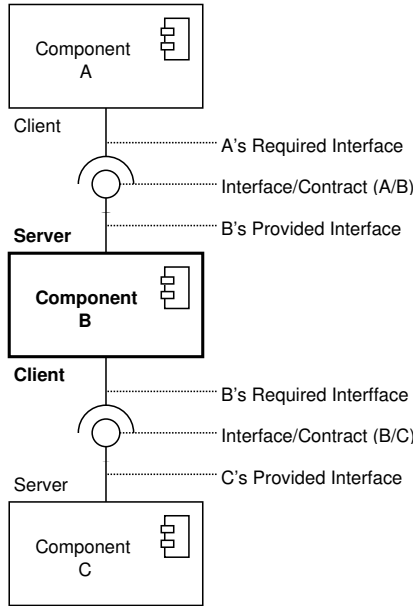 Component
A
Client
A's Required Interface
Interface/Contract (A/B)
B's Provided Interface
Server
Component
B
Client
B's Required Interfface
Interface/Contract (B/C)
C's Provided Interface
Server
Component
C